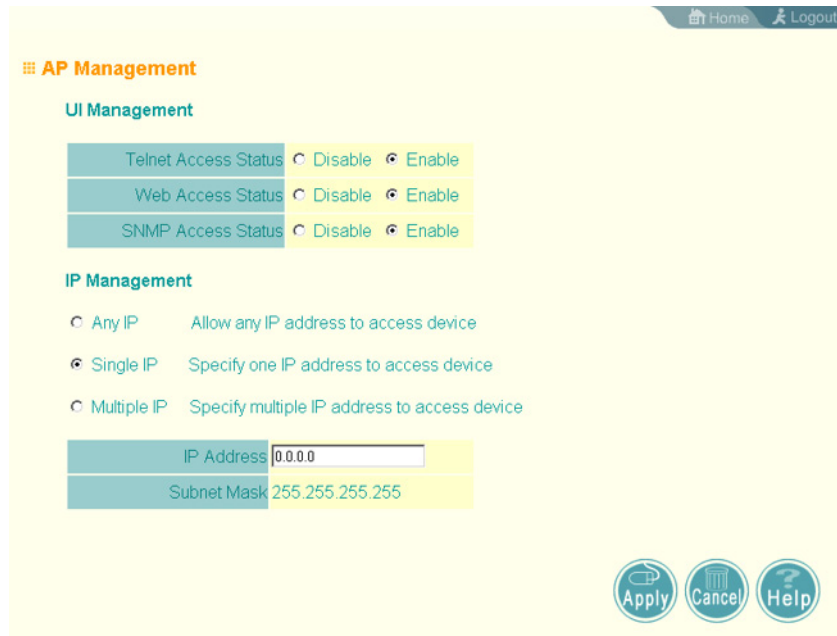 Home Logout
AP Management
UI Management
Telnet Access Status Disable Enable
Web Access Status Disable Enable
SNMP Access Status Disable Enable
IP Management
Any IP Allow any IP address to access device
Single IP Specify one IP address to access device
Multiple IP Specify multiple IP address to access device
IP Address 0.0.0.0
Subnet Mask 255.255.255.255
Apply Cancel Help